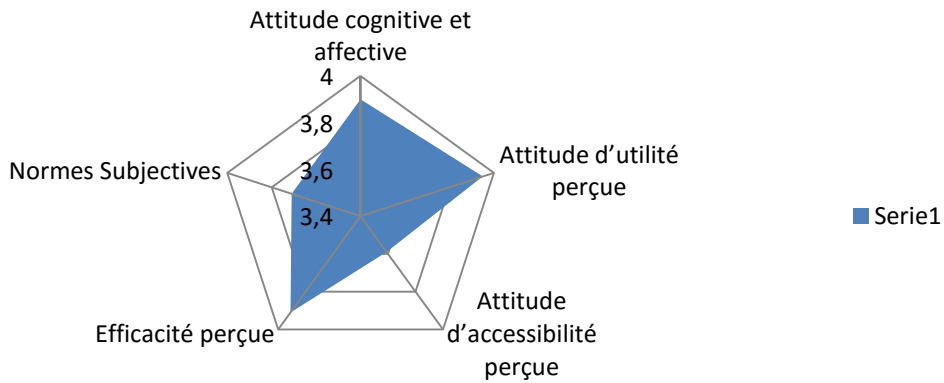 Attitude cognitive et
affective
4
3,8
3,6
3,4
Attitude d’utilité
perçue
Attitude
d’accessibilité
perçue
Efficacité perçue
Normes Subjectives
Serie1